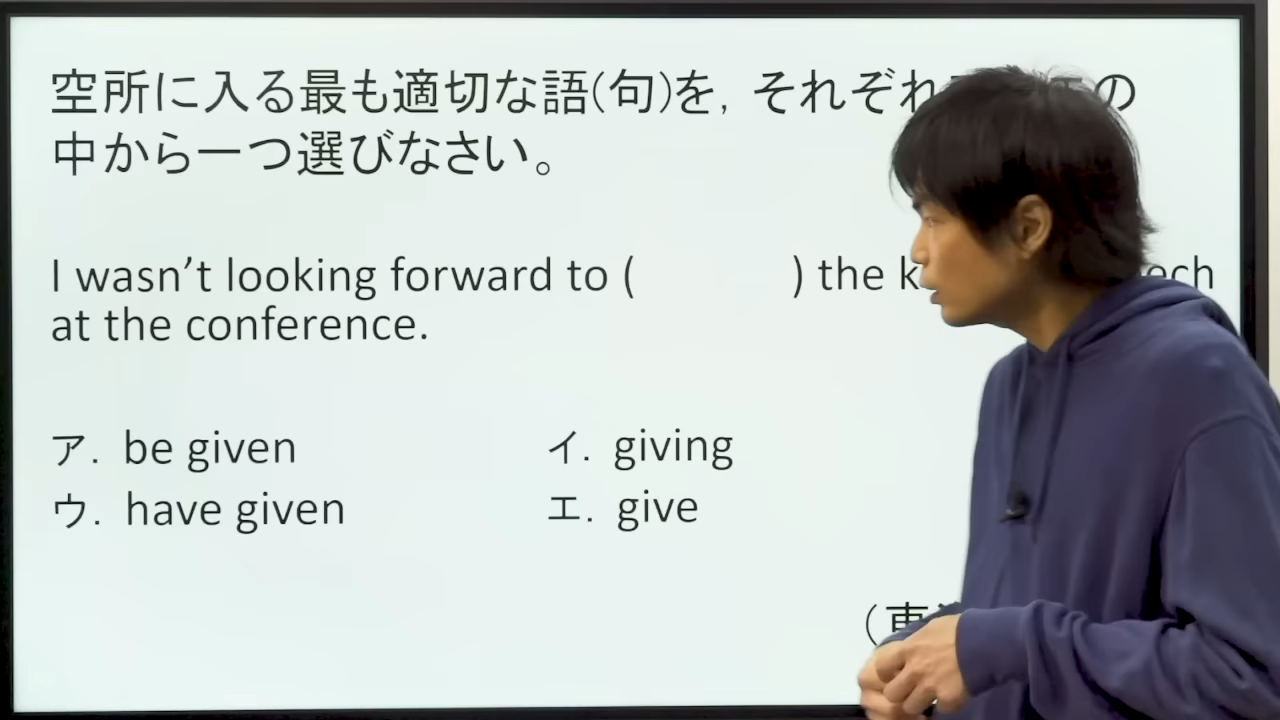 空所に入る最も適切な語(句)を, それぞれ の
中から一つ選びなさい。
I wasn’t looking forward to ( ) the
at the conference.
ア. be given イ. giving
ウ. have given エ. give
(東